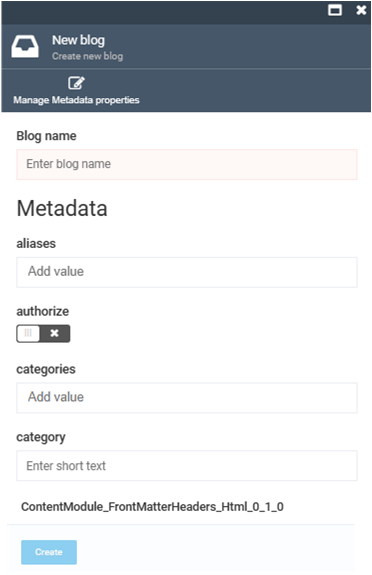 New blog
Create new blog
Manage Metadata properties
Blog name
Enter blog name
Metadata
aliases
Add value
authorize
categories
Add value
category
Enter short text
ContentModule_FrontMatterHeaders_Html_0_1_0
Create